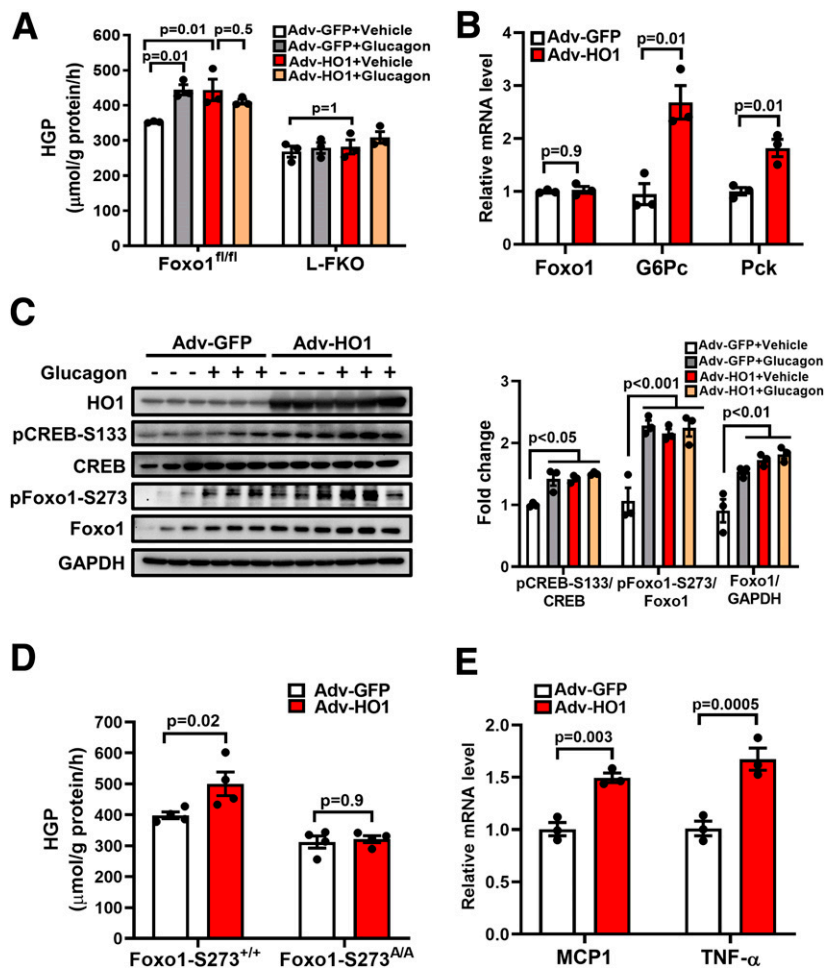 A
Adv-GFP+Vehicle
Adv-GFP+Glucagon
Adv-HO1+Vehicle
Adv-HO1+Glucagon
p=0.01
p=0.5
p=0.01
p=1
HGP
(μmol/g protein/h)
600
500
400
300
200
100
0
Foxo1fl/fl
L-FKO
B
Adv-GFP
Adv-HO1
p=0.01
p=0.01
p=0.9
Relative mRNA level
4
3
2
1
0
Foxo1
G6Pc
Pck
C
Adv-GFP
Adv-HO1
Glucagon
- - - + + + - - - + + +
HO1
pCREB-S133
CREB
pFoxo1-S273
Foxo1
GAPDH
Adv-GFP+Vehicle
Adv-GFP+Glucagon
Adv-HO1+Vehicle
Adv-HO1+Glucagon
p<0.001
p<0.01
p<0.05
Fold change
3
2
1
0
pCREB-S133/
CREB
pFoxo1-S273/
Foxo1
Foxo1/
GAPDH
D
Adv-GFP
Adv-HO1
p=0.02
p=0.9
HGP
(μmol/g protein/h)
700
600
500
400
300
200
100
0
Foxo1-S273+/+
Foxo1-S273A/A
E
Adv-GFP
Adv-HO1
p=0.0005
p=0.003
Relative mRNA level
2.0
1.5
1.0
0.5
0.0
MCP1
TNF-α